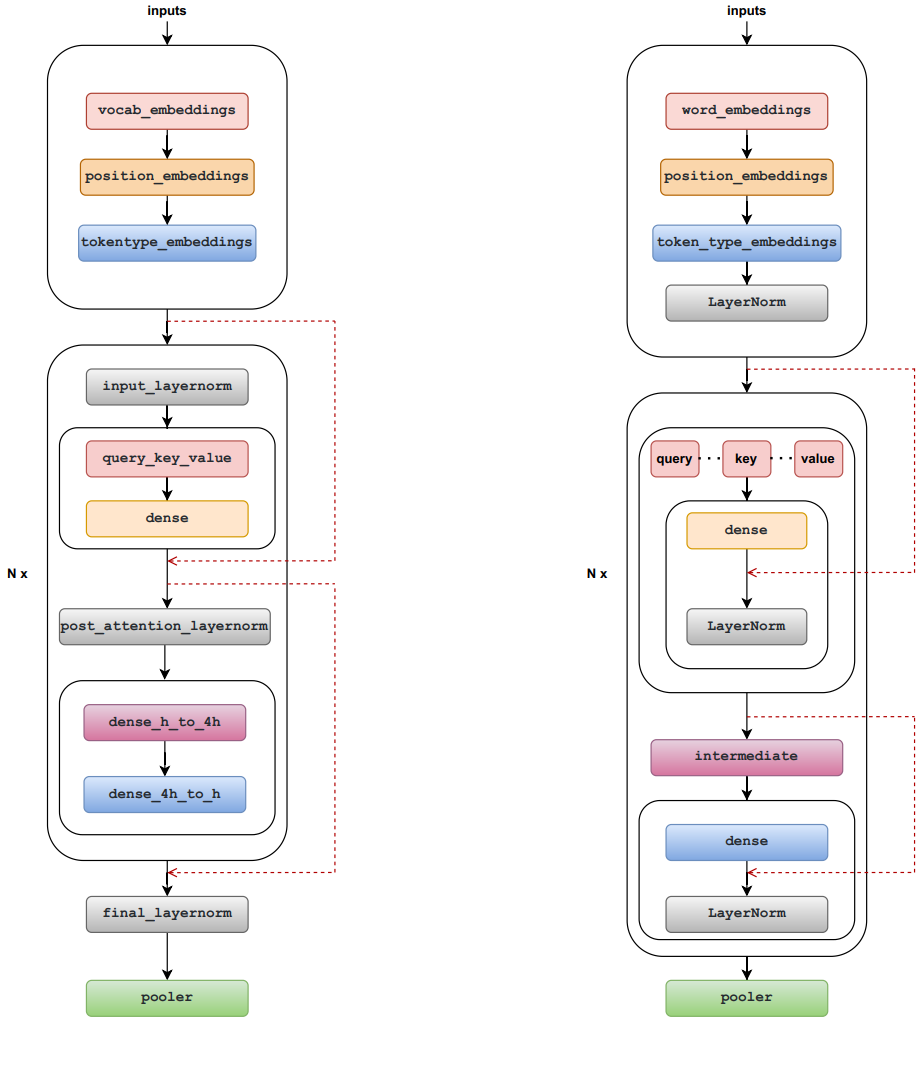 inputs
vocab_embeddings
position_embeddings
tokentype_embeddings
input_layernorm
query_key_value
dense
N x
post_attention_layernorm
dense_h_to_4h
dense_4h_to_h
final_layernorm
pooler
inputs
word_embeddings
position_embeddings
token_type_embeddings
LayerNorm
query key value
dense
N x
LayerNorm
intermediate
dense
LayerNorm
pooler